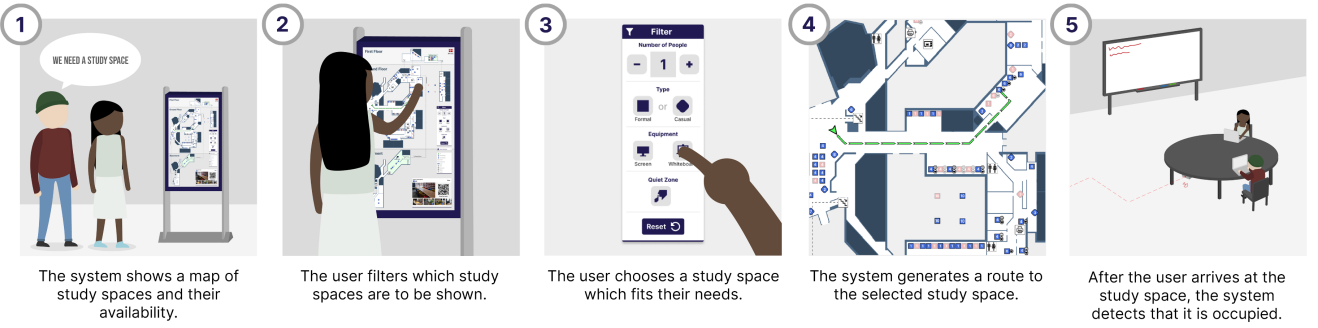 1
WE NEED A STUDY SPACE
The system shows a map of
study spaces and their
availability.
2
First Floor
The user filters which study
spaces are to be shown.
3
Filter
Number of People
− 1 +
Type
or
Formal Casual
Equipment
Screen
Quiet Zone
Reset
The user chooses a study space
which fits their needs.
4
The system generates a route to
the selected study space.
5
After the user arrives at the
study space, the system
detects that it is occupied.